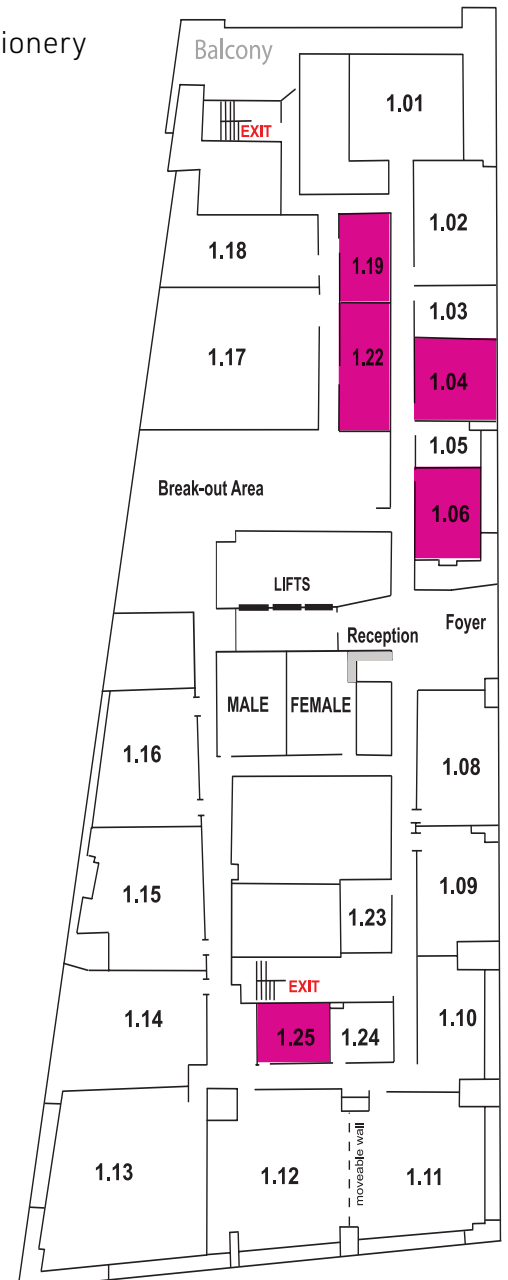 ionery
Balcony
EXIT
1.01
1.02
1.18
1.19
1.03
1.17
1.22
1.04
1.05
Break-out Area
1.06
LIFTS
Reception
Foyer
MALE
FEMALE
1.16
1.08
1.15
1.09
1.23
EXIT
1.14
1.25
1.24
1.10
moveable wall
1.13
1.12
1.11